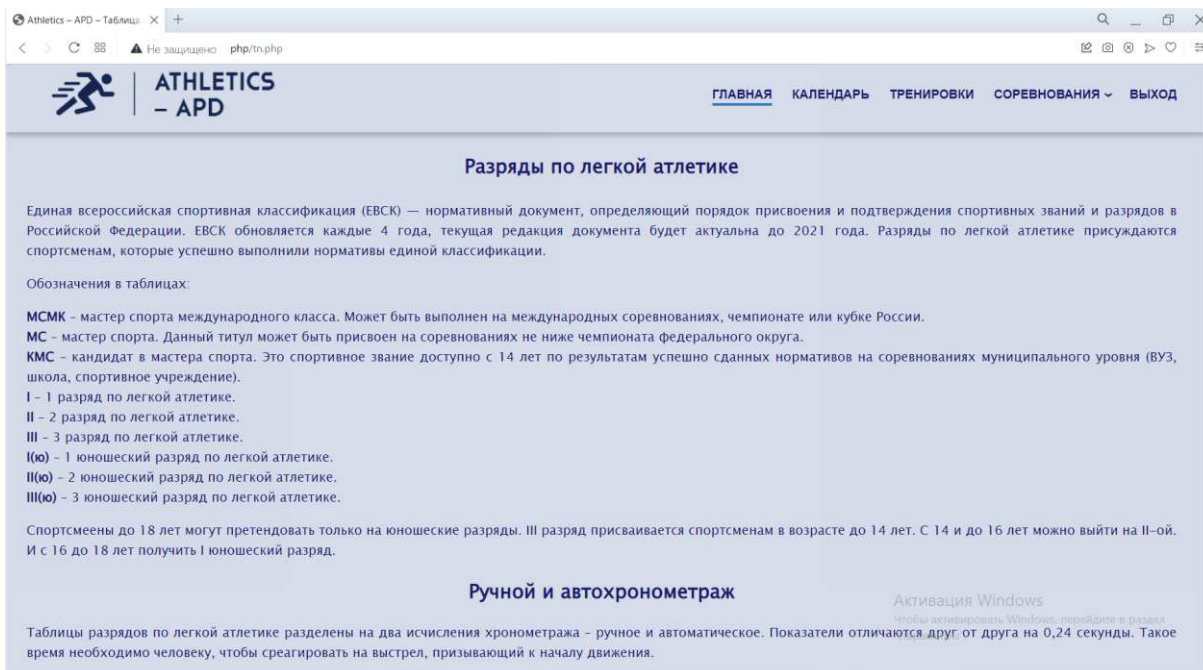 Athletics – APD – Таблица
Не защищено php/tn.php
ATHLETICS
– APD
ГЛАВНАЯ КАЛЕНДАРЬ ТРЕНИРОВКИ СОРЕВНОВАНИЯ ВЫХОД
Разряды по легкой атлетике
Единая всероссийская спортивная классификация (ЕВСК) — нормативный документ, определяющий порядок присвоения и подтверждения спортивных званий и разрядов в
Российской Федерации. ЕВСК обновляется каждые 4 года, текущая редакция документа будет актуальна до 2021 года. Разряды по легкой атлетике присуждаются
спортсменам, которые успешно выполнили нормативы единой классификации.
Обозначения в таблицах:
МСМК – мастер спорта международного класса. Может быть выполнен на международных соревнованиях, чемпионате или кубке России.
МС – мастер спорта. Данный титул может быть присвоен на соревнованиях не ниже чемпионата федерального округа.
КМС – кандидат в мастера спорта. Это спортивное звание доступно с 14 лет по результатам успешно сданных нормативов на соревнованиях муниципального уровня (ВУЗ,
школа, спортивное учреждение).
I – 1 разряд по легкой атлетике.
II – 2 разряд по легкой атлетике.
III – 3 разряд по легкой атлетике.
I(ю) – 1 юношеский разряд по легкой атлетике.
II(ю) – 2 юношеский разряд по легкой атлетике.
III(ю) – 3 юношеский разряд по легкой атлетике.
Спортсмеены до 18 лет могут претендовать только на юношеские разряды. III разряд присваивается спортсменам в возрасте до 14 лет. С 14 и до 16 лет можно выйти на II–ой.
И с 16 до 18 лет получить I юношеский разряд.
Ручной и автохронометраж
Активация Windows
Чтобы активировать Windows, перейдите в раздел
Таблицы разрядов по легкой атлетике разделены на два исчисления хронометража – ручное и автоматическое. Показатели отличаются друг от друга на 0,24 секунды. Такое
время необходимо человеку, чтобы среагировать на выстрел, призывающий к началу движения.